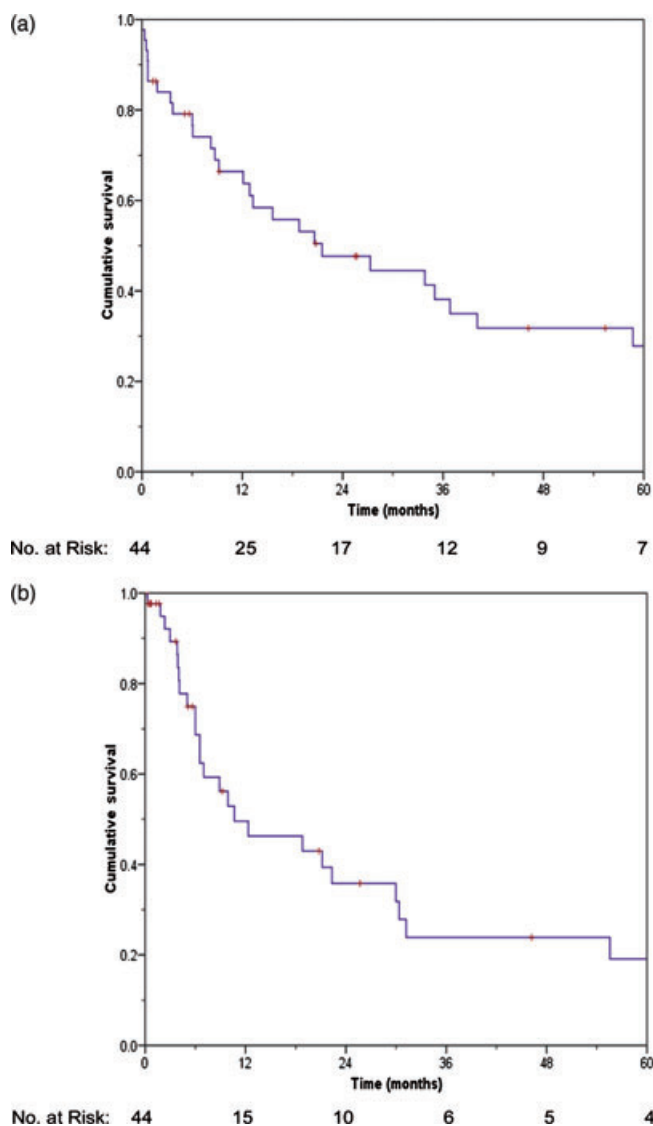 (a)
1.0
0.8
0.6
0.4
0.2
0.0
Cumulative survival
0 12 24 36 48 60
Time (months)
No. at Risk: 44 25 17 12 9 7
(b)
1.0
0.8
0.6
0.4
0.2
0.0
Cumulative survival
0 12 24 36 48 60
Time (months)
No. at Risk: 44 15 10 6 5 4